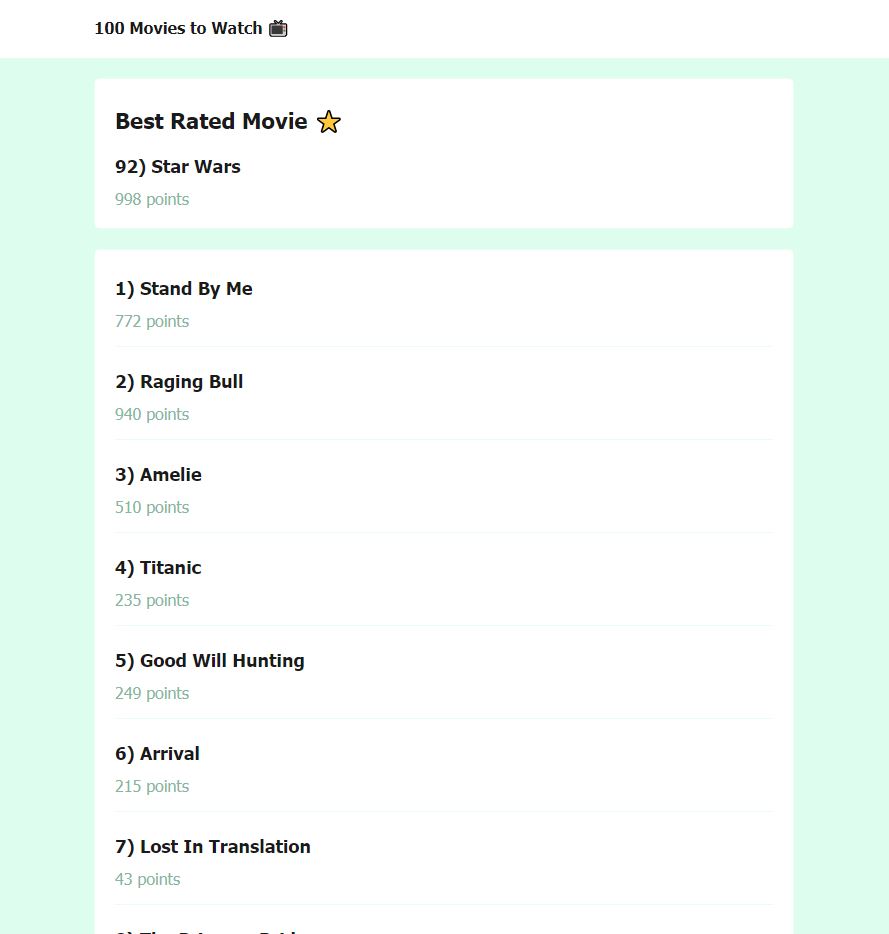 100 Movies to Watch 📺
Best Rated Movie ⭐
92) Star Wars
998 points
1) Stand By Me
772 points
2) Raging Bull
940 points
3) Amelie
510 points
4) Titanic
235 points
5) Good Will Hunting
249 points
6) Arrival
215 points
7) Lost In Translation
43 points